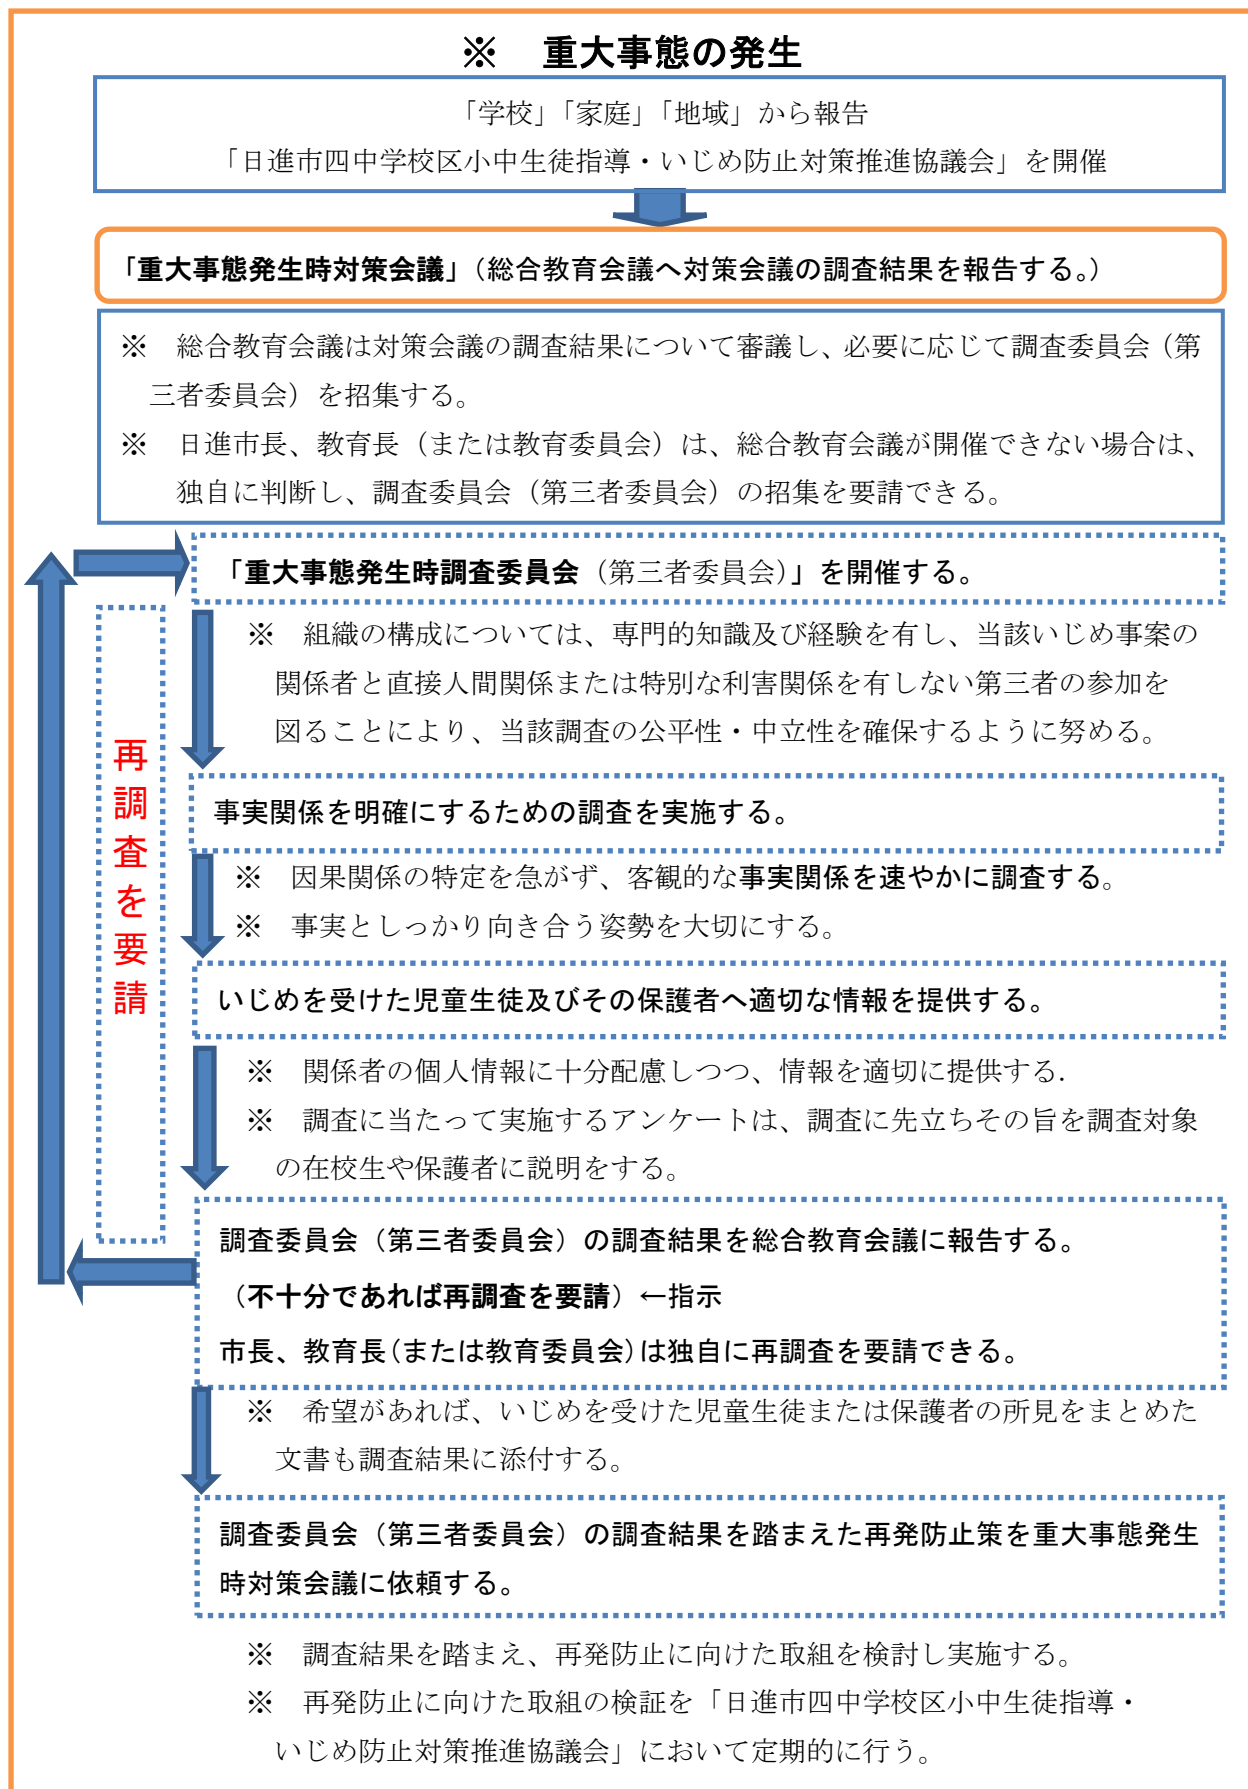 ※　重大事態の発生
「学校」「家庭」「地域」から報告
「日進市四中学校区小中生徒指導・いじめ防止対策推進協議会」を開催
「重大事態発生時対策会議」（総合教育会議へ対策会議の調査結果を報告する。）
※　総合教育会議は対策会議の調査結果について審議し、必要に応じて調査委員会（第
三者委員会）を招集する。
※　日進市長、教育長（または教育委員会）は、総合教育会議が開催できない場合は、
独自に判断し、調査委員会（第三者委員会）の招集を要請できる。
「重大事態発生時調査委員会（第三者委員会）」を開催する。
※　組織の構成については、専門的知識及び経験を有し、当該いじめ事案の
関係者と直接人間関係または特別な利害関係を有しない第三者の参加を
図ることにより、当該調査の公平性・中立性を確保するように努める。
再調査を要請
事実関係を明確にするための調査を実施する。
※　因果関係の特定を急がず、客観的な事実関係を速やかに調査する。
※　事実としっかり向き合う姿勢を大切にする。
いじめを受けた児童生徒及びその保護者へ適切な情報を提供する。
※　関係者の個人情報に十分配慮しつつ、情報を適切に提供する.
※　調査に当たって実施するアンケートは、調査に先立ちその旨を調査対象
の在校生や保護者に説明をする。
調査委員会（第三者委員会）の調査結果を総合教育会議に報告する。
（不十分であれば再調査を要請）←指示
市長、教育長(または教育委員会)は独自に再調査を要請できる。
※　希望があれば、いじめを受けた児童生徒または保護者の所見をまとめた
文書も調査結果に添付する。
調査委員会（第三者委員会）の調査結果を踏まえた再発防止策を重大事態発生
時対策会議に依頼する。
※　調査結果を踏まえ、再発防止に向けた取組を検討し実施する。
※　再発防止に向けた取組の検証を「日進市四中学校区小中生徒指導・
いじめ防止対策推進協議会」において定期的に行う。